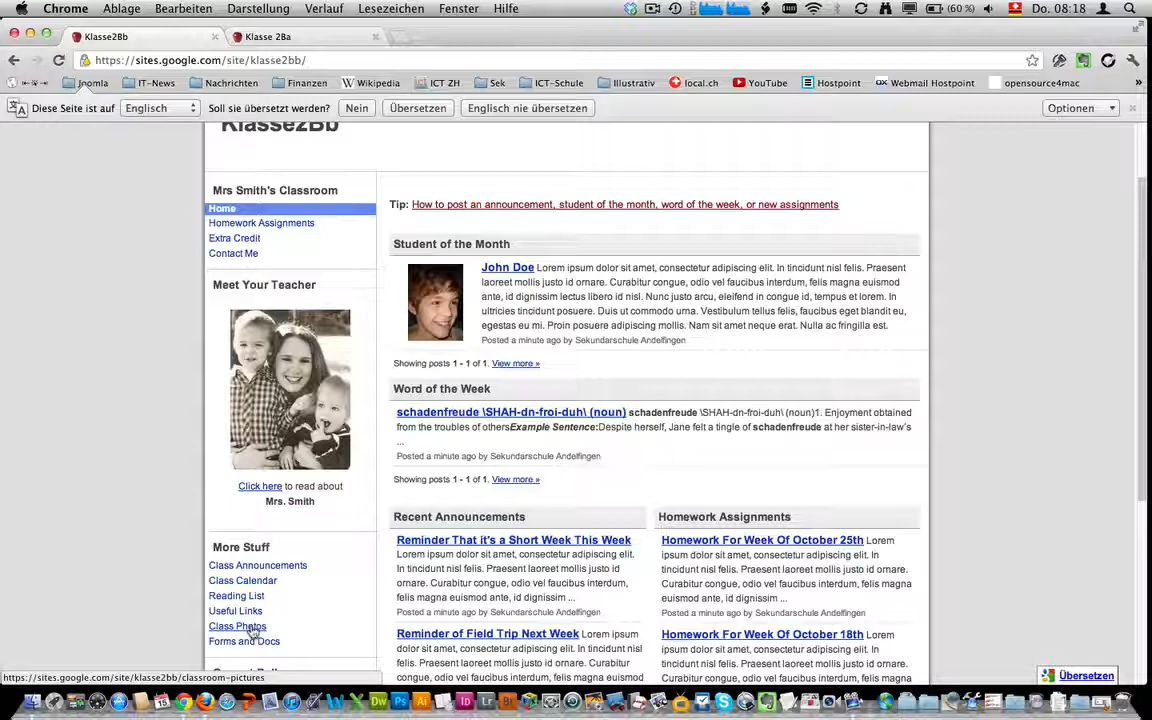 Chrome Ablage Bearbeiten Darstellung Verlauf Lesezeichen Fenster Hilfe (60 %) Do. 08:18
Klasse2Bb Klasse 2Ba
https://sites.google.com/site/klasse2bb/
Joomla IT-News Nachrichten Finanzen Wikipedia ICT ZH Sek ICT-Schule Illustrativ local.ch YouTube Hostpoint Webmail Hostpoint opensource4mac
Diese Seite ist auf Englisch Soll sie übersetzt werden? Nein Übersetzen Englisch nie übersetzen Optionen
Klasse2Bb
Mrs Smith's Classroom
Home
Homework Assignments
Extra Credit
Contact Me
Meet Your Teacher
Click here to read about
Mrs. Smith
More Stuff
Class Announcements
Class Calendar
Reading List
Useful Links
Class Photos
Forms and Docs
Tip: How to post an announcement, student of the month, word of the week, or new assignments
Student of the Month
John Doe Lorem ipsum dolor sit amet, consectetur adipiscing elit. In tincidunt nisl felis. Praesent
laoreet mollis justo id ornare. Curabitur congue, odio vel faucibus interdum, felis magna euismod
ante, id dignissim lectus libero id nisl. Nunc justo arcu, eleifend in congue id, tempus et lorem. In
ultricies tincidunt posuere. Duis ut commodo urna. Vestibulum tellus felis, faucibus eget blandit eu,
egestas eu mi. Proin posuere adipiscing mollis. Nam sit amet neque erat. Nulla ac fringilla est.
Posted a minute ago by Sekundarschule Andelfingen
Showing posts 1 - 1 of 1. View more »
Word of the Week
schadenfreude \SHAH-dn-froi-duh\ (noun) schadenfreude \SHAH-dn-froi-duh\ (noun)1. Enjoyment obtained
from the troubles of othersExample Sentence:Despite herself, Jane felt a tingle of schadenfreude at her sister-in-law's
...
Posted a minute ago by Sekundarschule Andelfingen
Showing posts 1 - 1 of 1. View more »
Recent Announcements
Reminder That it's a Short Week This Week
Lorem ipsum dolor sit amet, consectetur adipiscing elit.
In tincidunt nisl felis. Praesent laoreet mollis justo id
ornare. Curabitur congue, odio vel faucibus interdum,
felis magna euismod ante, id dignissim ...
Posted a minute ago by Sekundarschule Andelfingen
Reminder of Field Trip Next Week Lorem ipsum
dolor sit amet, consectetur adipiscing elit. In tincidunt nisl
felis. Praesent laoreet mollis justo id ornare. Curabitur
congue, odio vel faucibus interdum, felis magna euismod
Homework Assignments
Homework For Week Of October 25th Lorem
ipsum dolor sit amet, consectetur adipiscing elit. In
tincidunt nisl felis. Praesent laoreet mollis justo id
ornare. Curabitur congue, odio vel faucibus interdum,
felis magna euismod ante, id dignissim ...
Posted a minute ago by Sekundarschule Andelfingen
Homework For Week Of October 18th Lorem
ipsum dolor sit amet, consectetur adipiscing elit. In
tincidunt nisl felis. Praesent laoreet mollis justo id
ornare. Curabitur congue, odio vel faucibus interdum,
https://sites.google.com/site/klasse2bb/classroom-pictures
Übersetzen